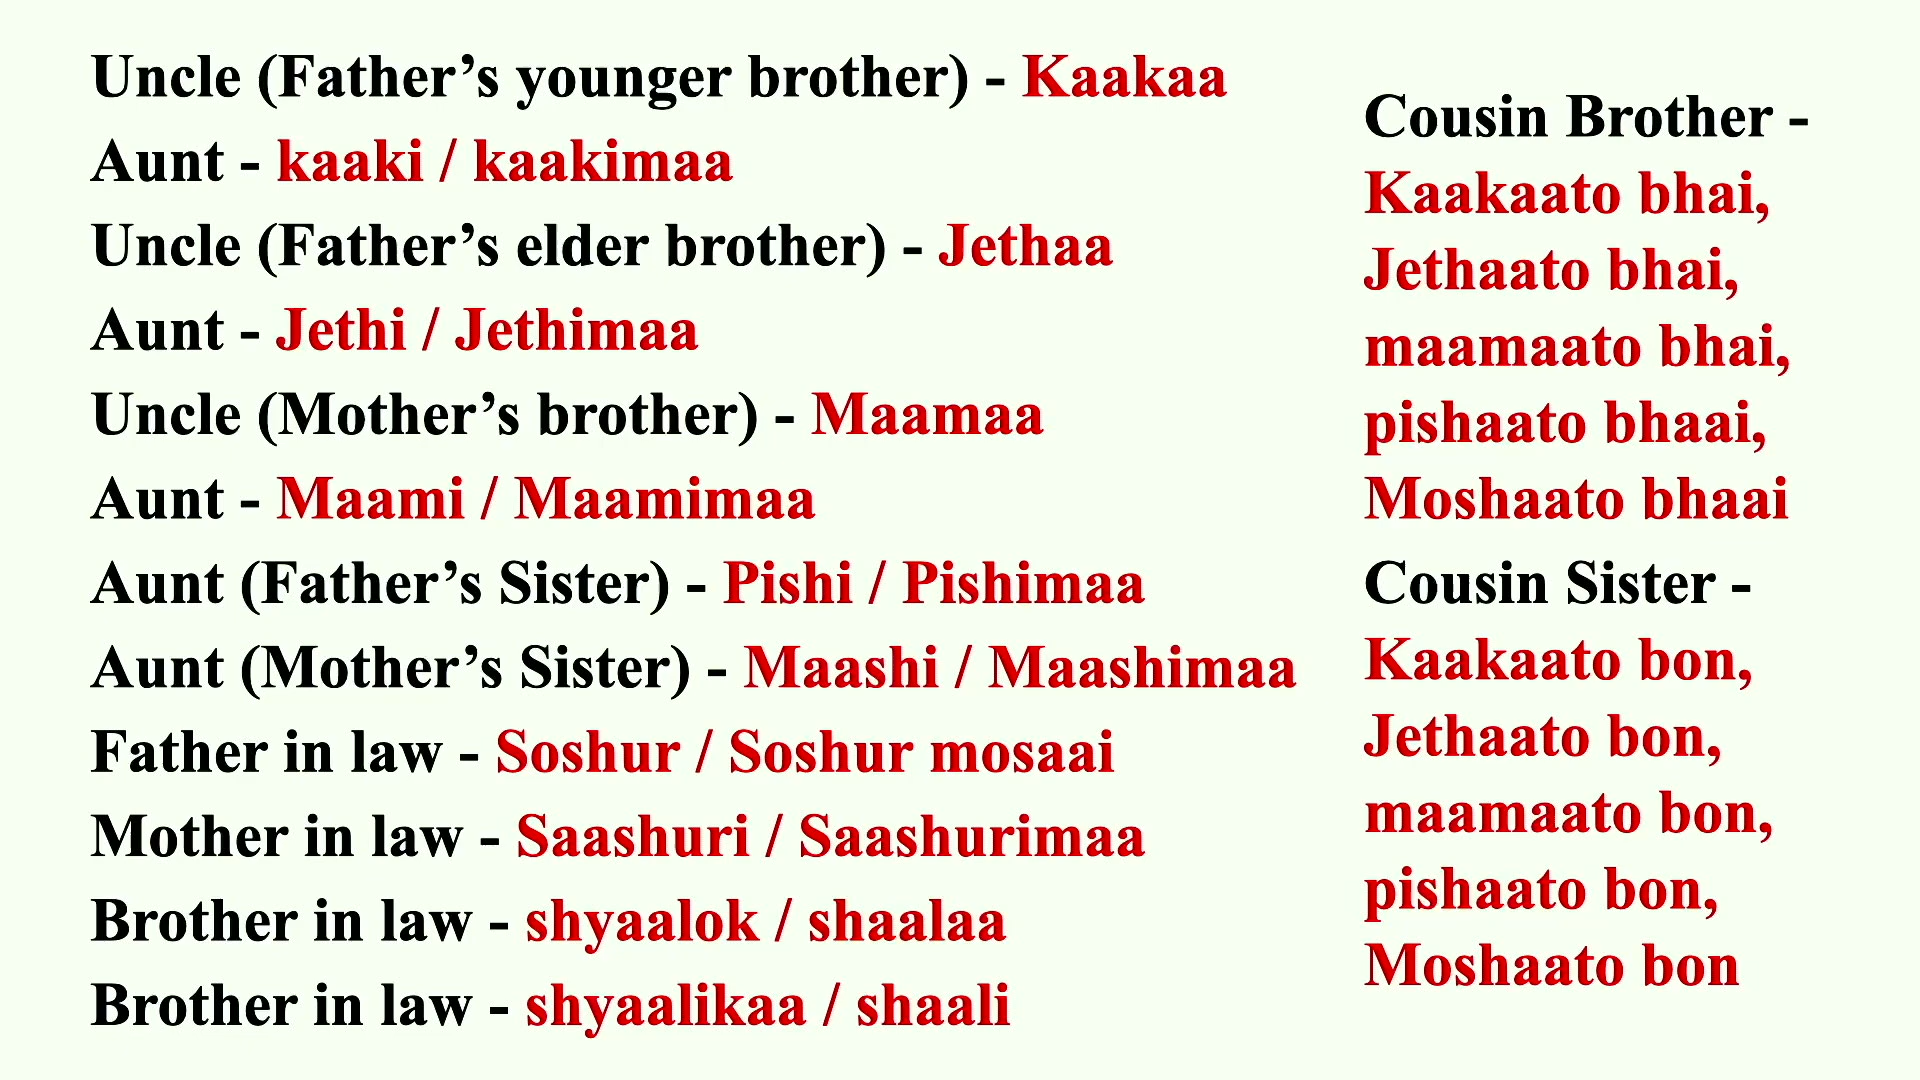 Uncle (Father’s younger brother) - Kaakaa
Aunt - kaaki / kaakimaa
Uncle (Father’s elder brother) - Jethaa
Aunt - Jethi / Jethimaa
Uncle (Mother’s brother) - Maamaa
Aunt - Maami / Maamimaa
Aunt (Father’s Sister) - Pishi / Pishimaa
Aunt (Mother’s Sister) - Maashi / Maashimaa
Father in law - Soshur / Soshur mosaai
Mother in law - Saashuri / Saashurimaa
Brother in law - shyaalok / shaalaa
Brother in law - shyaalikaa / shaali
Cousin Brother -
Kaakaato bhai,
Jethaato bhai,
maamaato bhai,
pishaato bhaai,
Moshaato bhaai
Cousin Sister -
Kaakaato bon,
Jethaato bon,
maamaato bon,
pishaato bon,
Moshaato bon